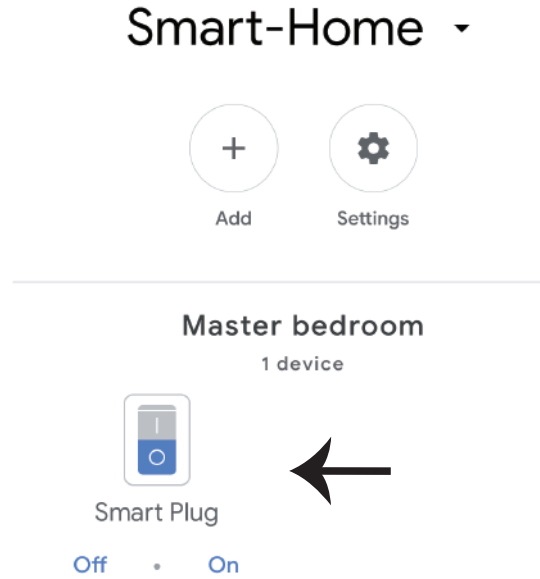 Smart-Home
Add Settings
Master bedroom
1 device
Smart Plug
Off • On